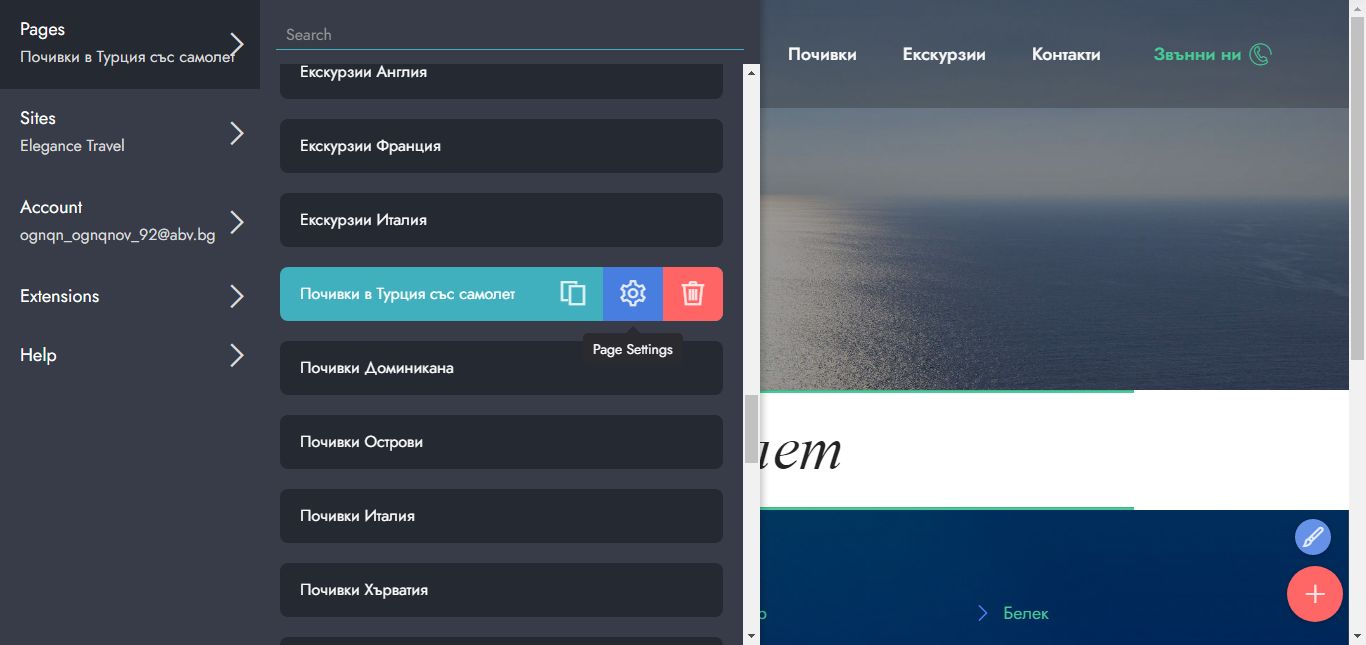 Pages
Почивки в Турция със самолет
Sites
Elegance Travel
Account
ognqn_ognqnov_92@abv.bg
Extensions
Help
Search
Екскурзии Англия
Екскурзии Франция
Екскурзии Италия
Почивки в Турция със самолет
Page Settings
Почивки Доминикана
Почивки Острови
Почивки Италия
Почивки Хърватия
Почивки
Екскурзии
Контакти
Звънни ни
Белек